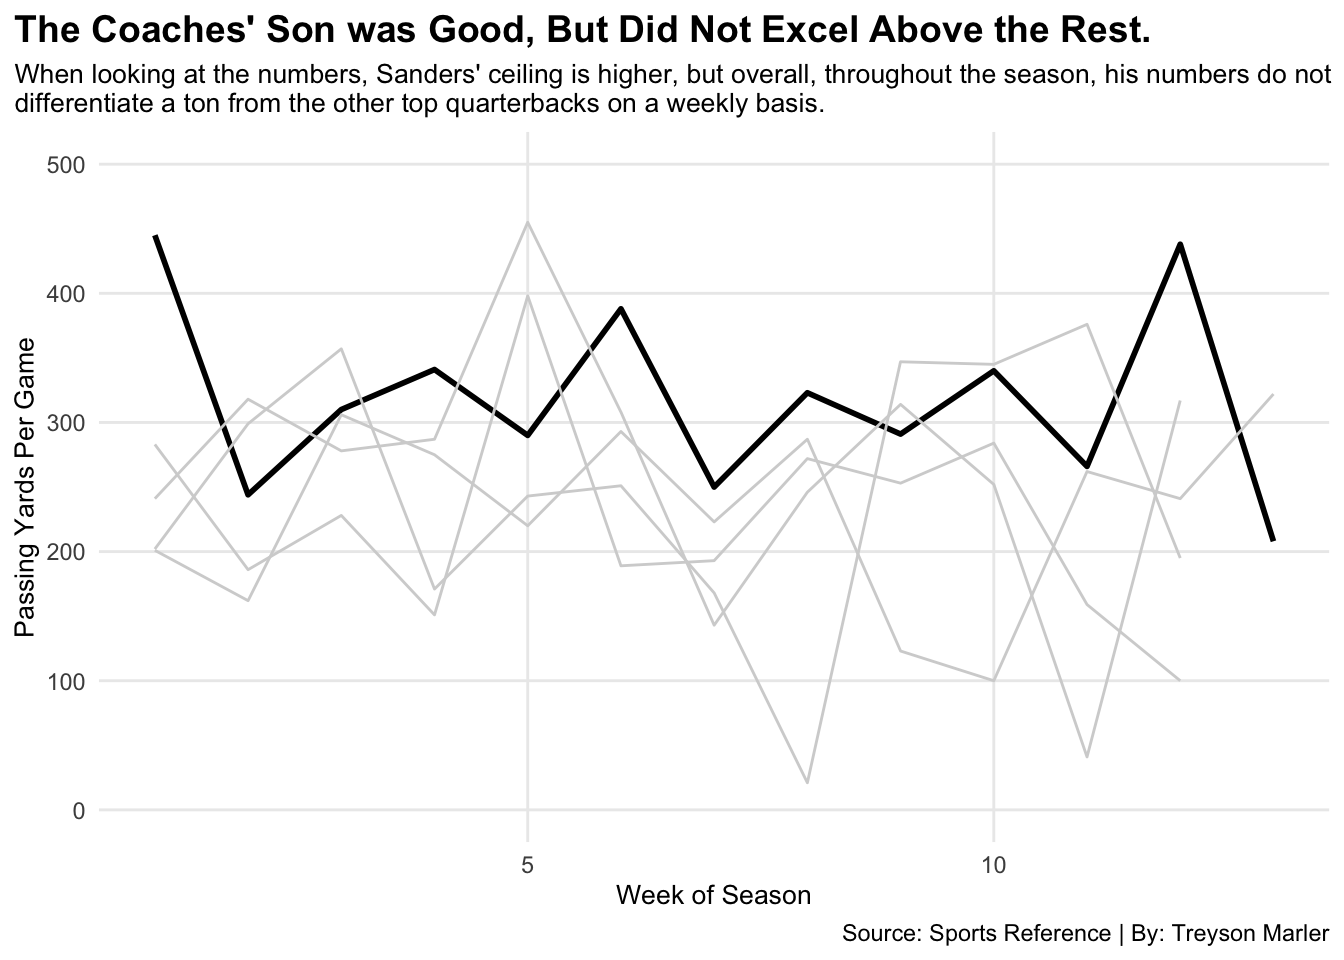 The Coaches' Son was Good, But Did Not Excel Above the Rest.
When looking at the numbers, Sanders' ceiling is higher, but overall, throughout the season, his numbers do not
differentiate a ton from the other top quarterbacks on a weekly basis.
500
400
300
200
100
0
Passing Yards Per Game
5
10
Week of Season
Source: Sports Reference | By: Treyson Marler